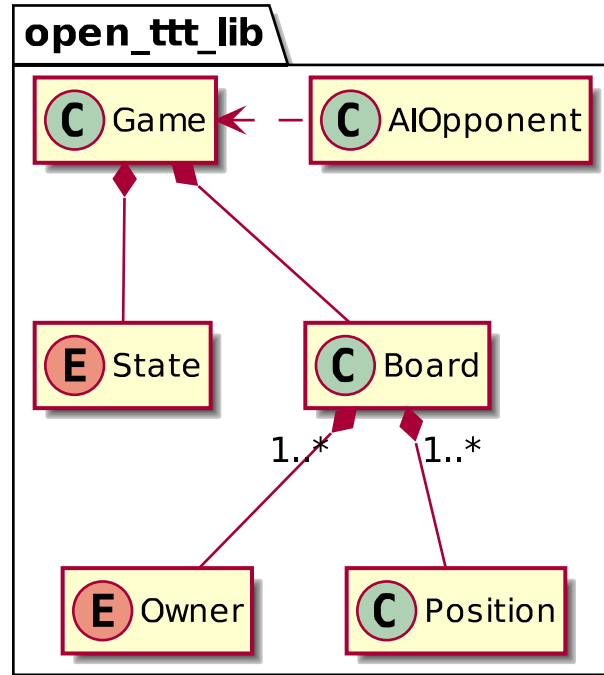 open_ttt_lib
C Game
C AIOpponent
E State
C Board
1..*
1..*
E Owner
C Position